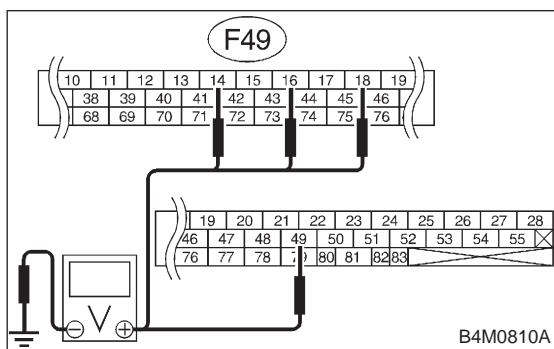 F49
10 11 12 13 14 15 16 17 18 19
38 39 40 41 42 43 44 45 46
68 69 70 71 72 73 74 75 76
19 20 21 22 23 24 25 26 27 28
46 47 48 49 50 51 52 53 54 55
76 77 78 79 80 81 82 83
V
− +
B4M0810A